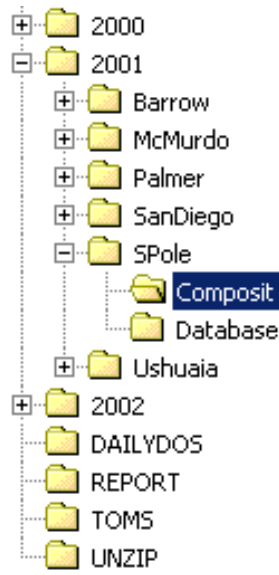 2000
2001
Barrow
McMurdo
Palmer
SanDiego
SPole
Composit
Database
Ushuaia
2002
DAILYDOS
REPORT
TOMS
UNZIP